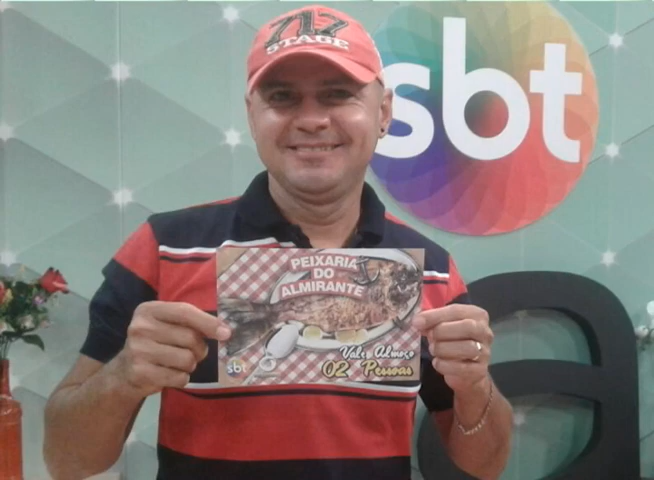 717
STAGE
sbt
PEIXARIA
DO
ALMIRANTE
Vale Almoço
02 Pessoas
sbt
a